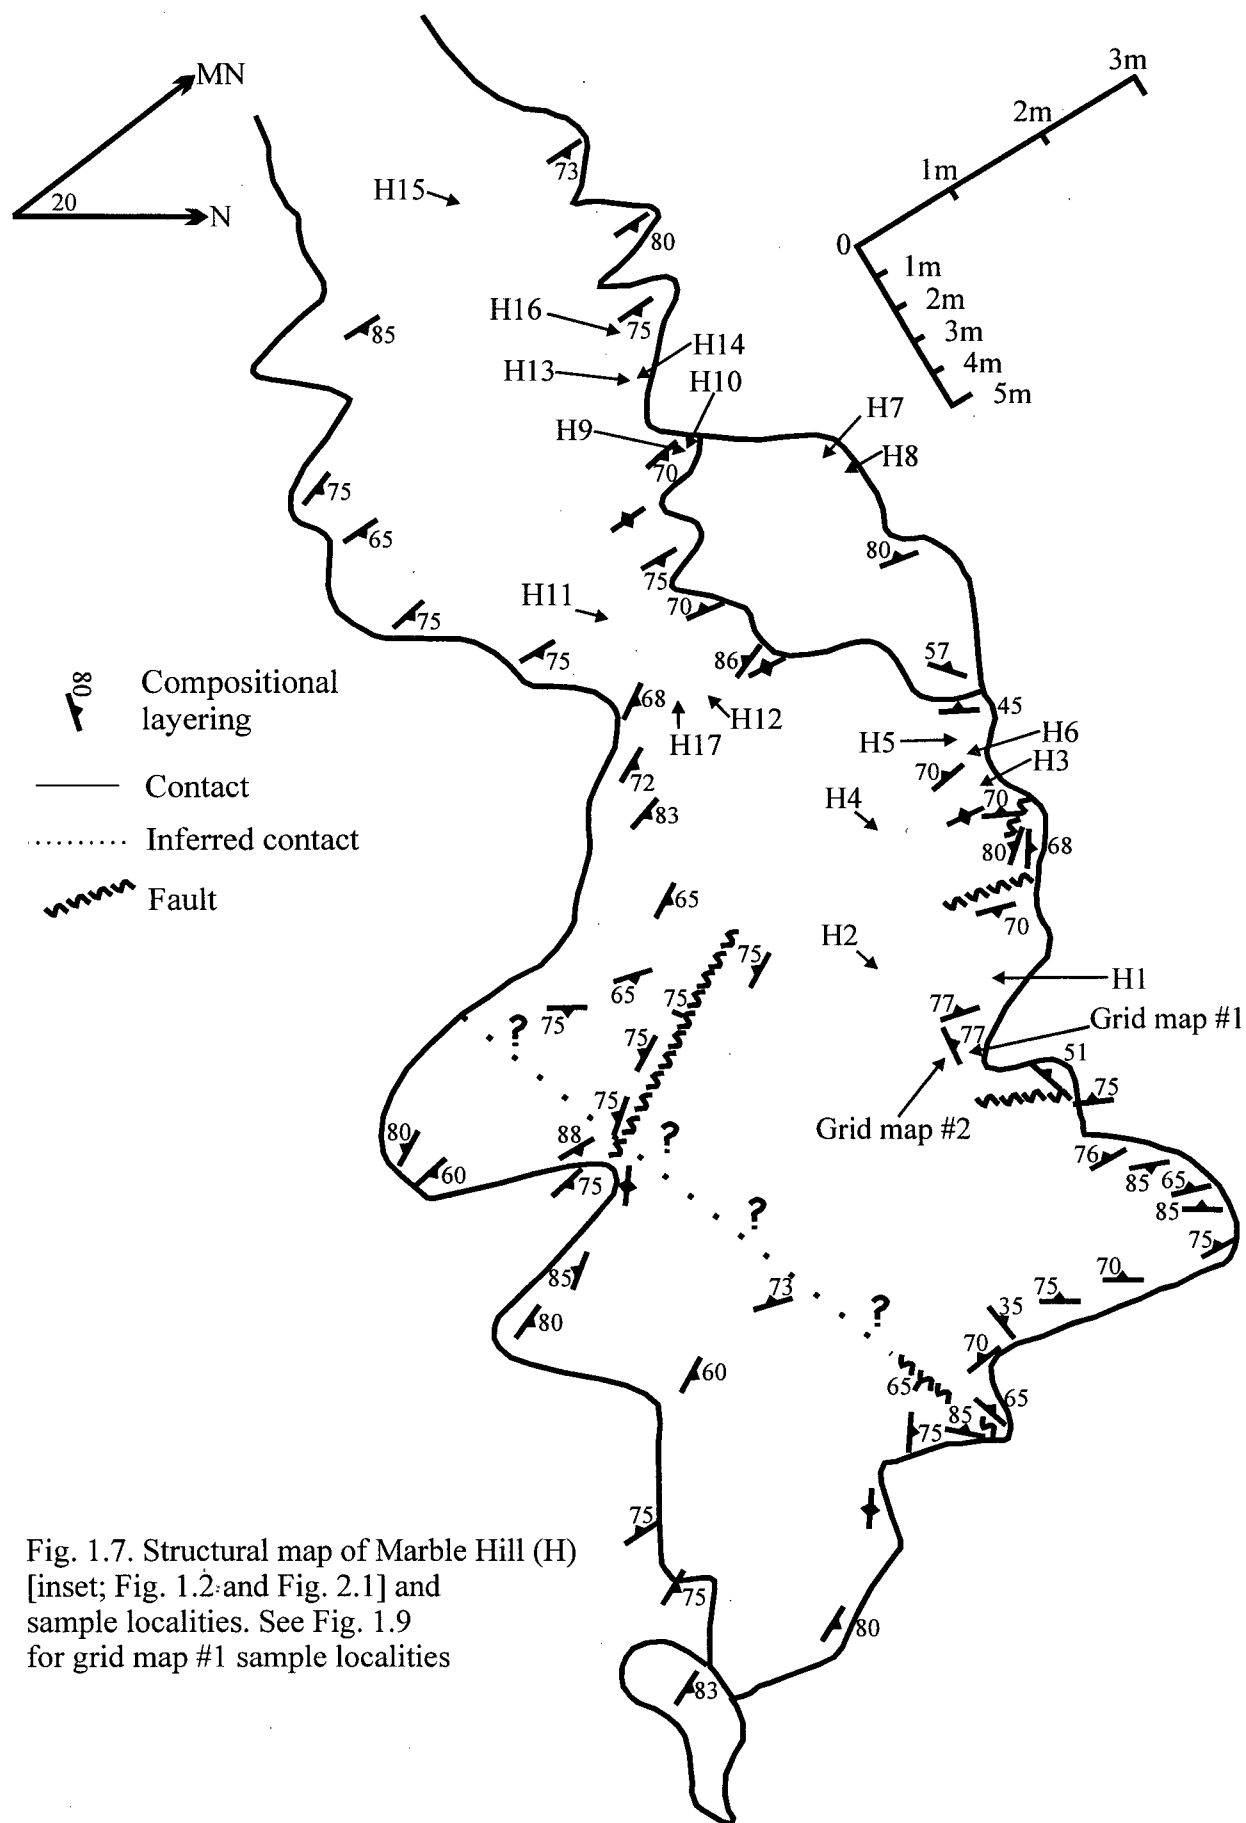 3m
MN
2m
73
1m
H15
20
N
80
0
1m
H16
2m
75
85
3m
H14
4m
H13
H10
5m
H7
H9
H8
70
75
65
80
75
H11
70
75
57
86
75
80
Compositional
layering
68
45
H12
H5
H6
H17
H3
72
70
Contact
H4
70
83
Inferred contact
80
68
65
Fault
70
H2
75
H1
65
75
77
75
?
Grid map #1
75
77
51
75
75
Grid map #2
80
88
?
76
60
75
85
65
85
?
75
85
70
73
75
?
35
80
70
60
65
65
85
75
75
Fig. 1.7. Structural map of Marble Hill (H)
[inset; Fig. 1.2 and Fig. 2.1] and
75
sample localities. See Fig. 1.9
80
for grid map #1 sample localities
83